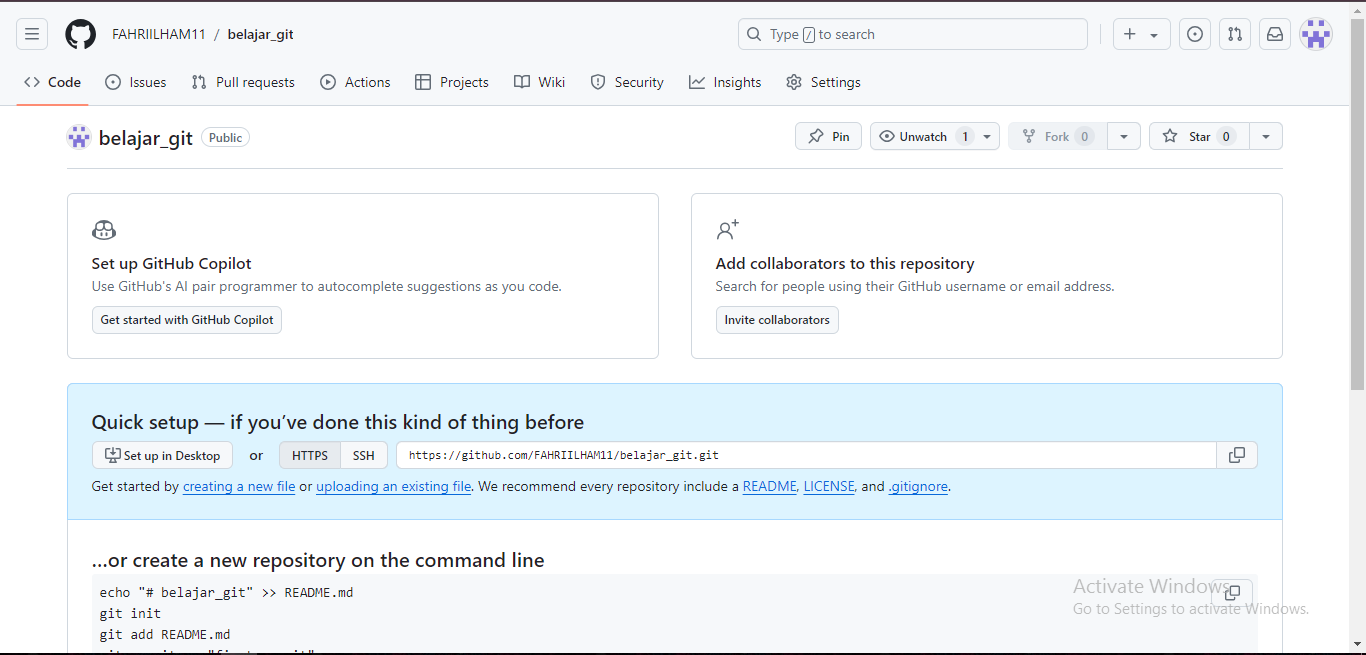 FAHRIILHAM11 / belajar_git
Type / to search
Code Issues Pull requests Actions Projects Wiki Security Insights Settings
belajar_git Public
Pin Unwatch 1 Fork 0 Star 0
Set up GitHub Copilot
Use GitHub's AI pair programmer to autocomplete suggestions as you code.
Get started with GitHub Copilot
Add collaborators to this repository
Search for people using their GitHub username or email address.
Invite collaborators
Quick setup — if you’ve done this kind of thing before
Set up in Desktop or HTTPS SSH https://github.com/FAHRIILHAM11/belajar_git.git
Get started by creating a new file or uploading an existing file. We recommend every repository include a README, LICENSE, and .gitignore.
…or create a new repository on the command line
echo "# belajar_git" >> README.md
git init
git add README.md
Activate Windows
Go to Settings to activate Windows.